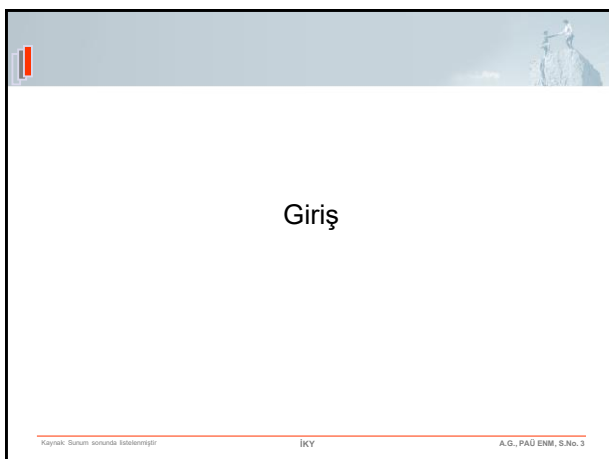 Giriş
Kaynak: Sunum sonunda listelenmiştir
İKY
A.G., PAÜ ENM, S.No. 3